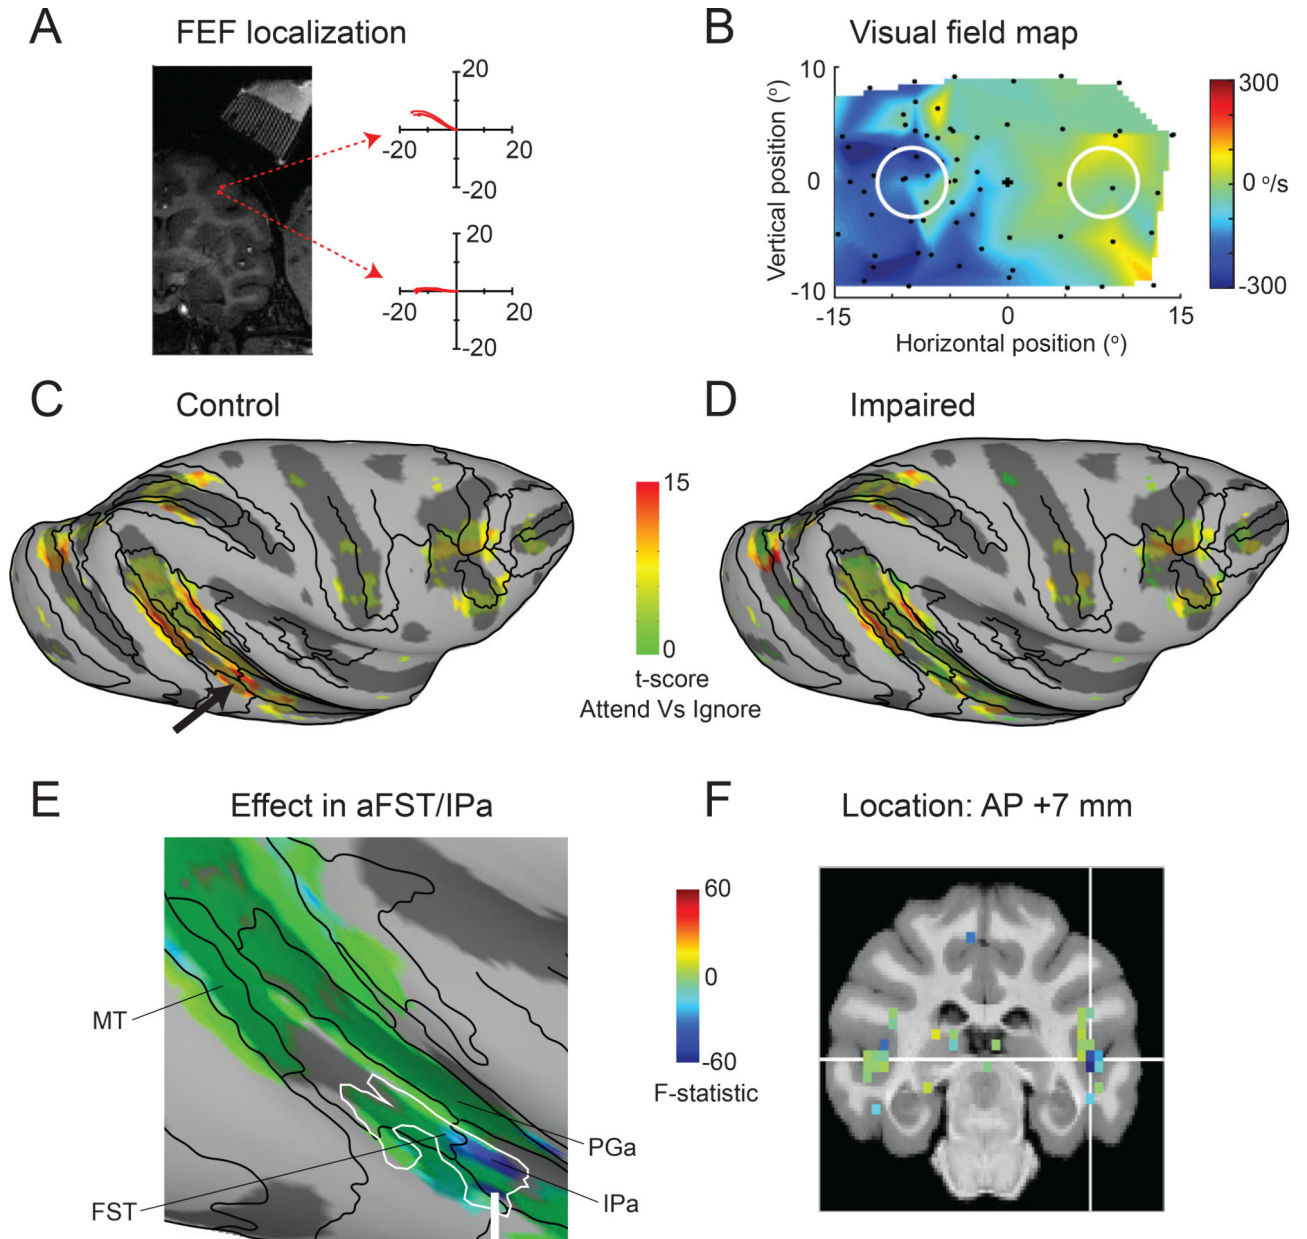 A FEF localization
20
-20 20
-20
20
-20 20
-20
B Visual field map
Vertical position (º)
10
0
-10
-15 0 15
Horizontal position (º)
300
0 º/s
-300
C Control
15
0
t-score
Attend Vs Ignore
D Impaired
E Effect in aFST/IPa
MT
FST
PGa
IPa
60
0
-60
F-statistic
F Location: AP +7 mm